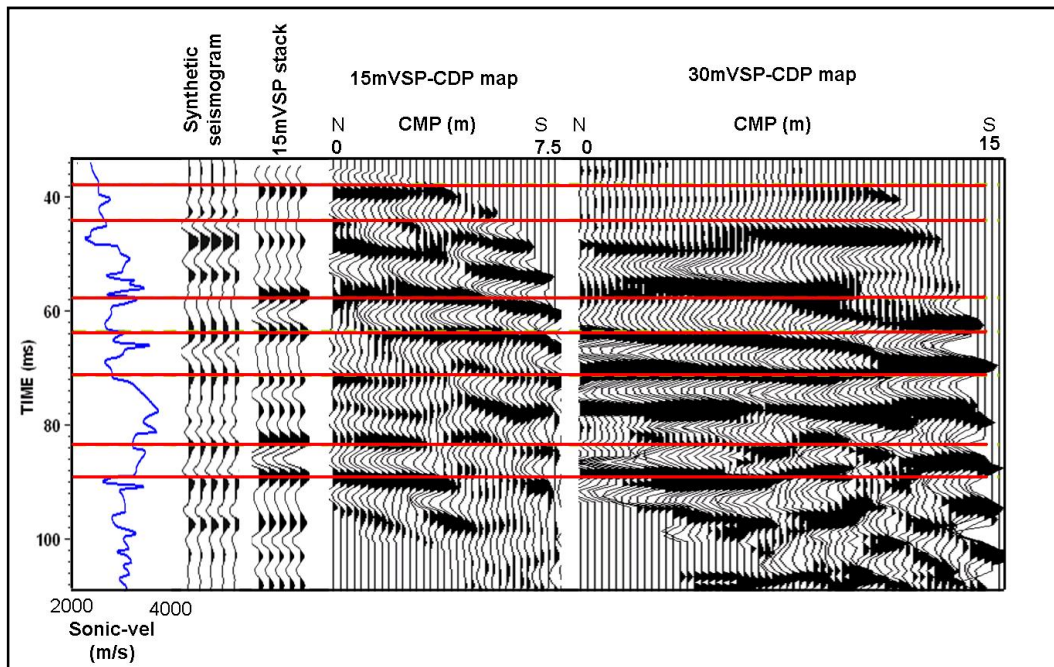 Synthetic
seismogram
15mVSP stack
15mVSP-CDP map
30mVSP-CDP map
N CMP (m) S
0 7.5
N CMP (m) S
0 15
TIME (ms)
40
60
80
100
2000 4000
Sonic-vel
(m/s)